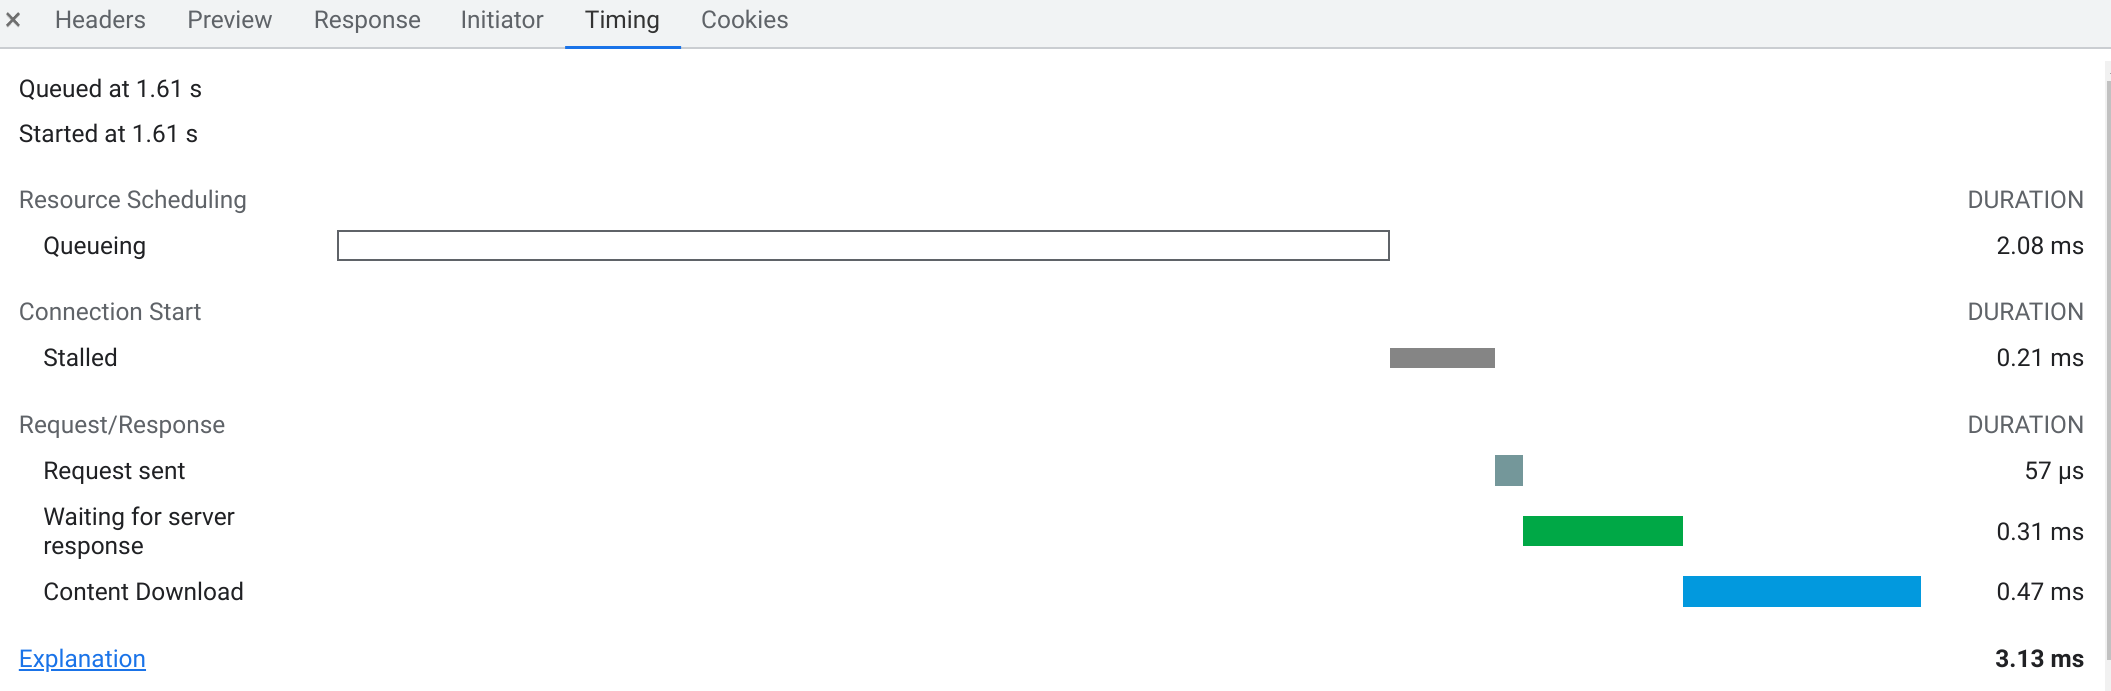 × Headers Preview Response Initiator Timing Cookies
Queued at 1.61 s
Started at 1.61 s
Resource Scheduling DURATION
Queueing 2.08 ms
Connection Start DURATION
Stalled 0.21 ms
Request/Response DURATION
Request sent 57 µs
Waiting for server
response 0.31 ms
Content Download 0.47 ms
Explanation 3.13 ms